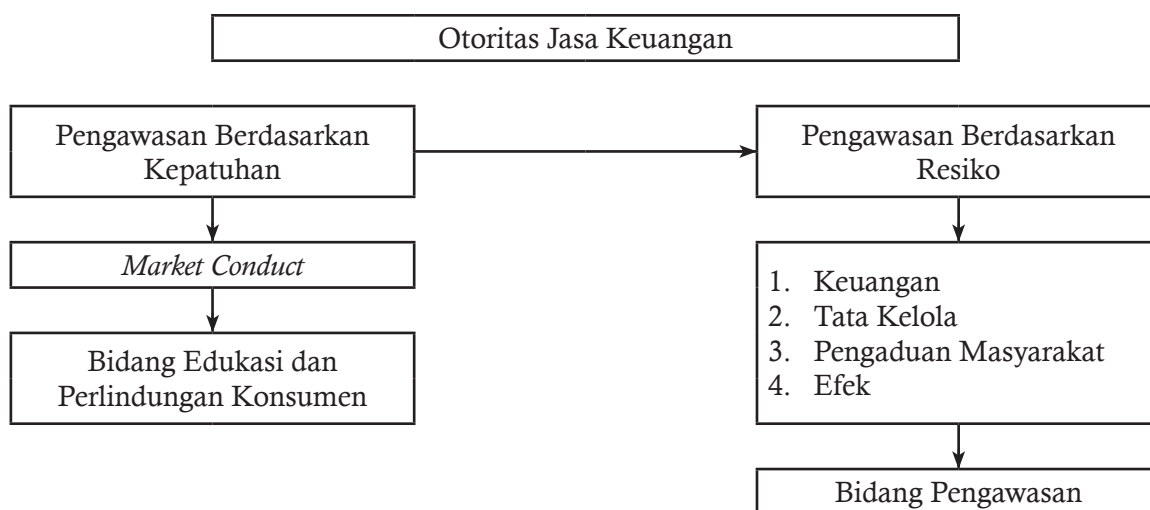 Otoritas Jasa Keuangan
Pengawasan Berdasarkan
Kepatuhan
Pengawasan Berdasarkan
Resiko
Market Conduct
1. Keuangan
2. Tata Kelola
3. Pengaduan Masyarakat
4. Efek
Bidang Edukasi dan
Perlindungan Konsumen
Bidang Pengawasan